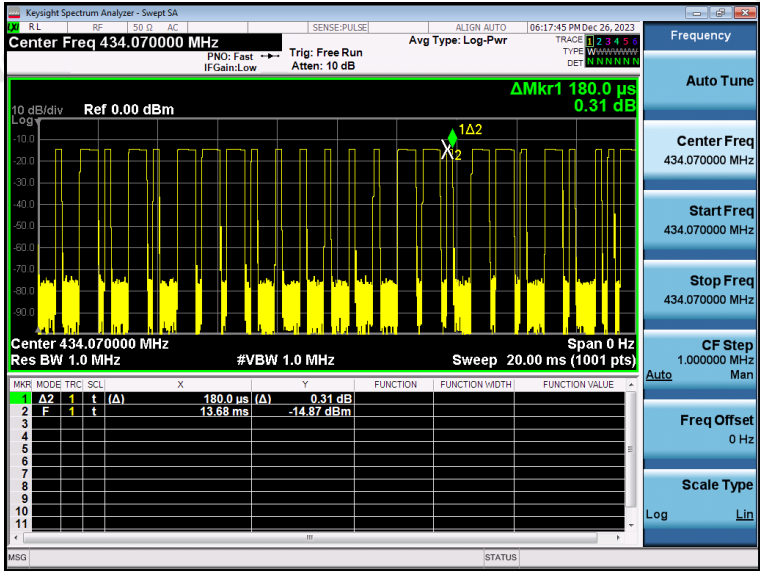 Keysight Spectrum Analyzer - Swept SA
LXI RL RF 50 Ω AC SENSE:PULSE ALIGN AUTO 06:17:45 PM Dec 26, 2023
Center Freq 434.070000 MHz Avg Type: Log-Pwr TRACE 1 2 3 4 5 6
PNO: Fast Trig: Free Run TYPE WWWWWW
IFGain:Low Atten: 10 dB DET N N N N N N
ΔMkr1 180.0 µs
0.31 dB
10 dB/div Ref 0.00 dBm
Log
1Δ2
-10.0
X2
-20.0
-30.0
-40.0
-50.0
-60.0
-70.0
-80.0
-90.0
Center 434.070000 MHz Span 0 Hz
Res BW 1.0 MHz #VBW 1.0 MHz Sweep 20.00 ms (1001 pts)
MKR MODE TRC SCL X Y FUNCTION FUNCTION WIDTH FUNCTION VALUE
1 Δ2 1 t (Δ) 180.0 µs (Δ) 0.31 dB
2 F 1 t 13.68 ms -14.87 dBm
3
4
5
6
7
8
9
10
11
MSG STATUS
Frequency
Auto Tune
Center Freq
434.070000 MHz
Start Freq
434.070000 MHz
Stop Freq
434.070000 MHz
CF Step
1.000000 MHz
Auto Man
Freq Offset
0 Hz
Scale Type
Log Lin